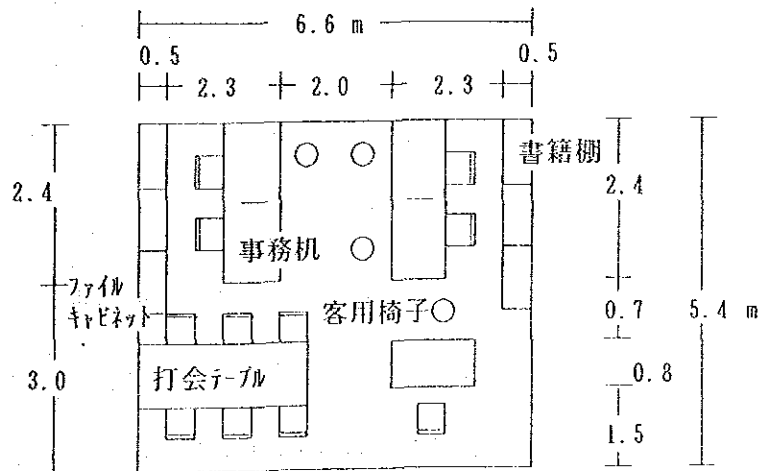 6.6 m
0.5
0.5
2.3
2.0
2.3
書籍棚
2.4
2.4
事務机
ファイル
キャビネット
客用椅子
0.7
5.4 m
3.0
打会テーブル
0.8
1.5